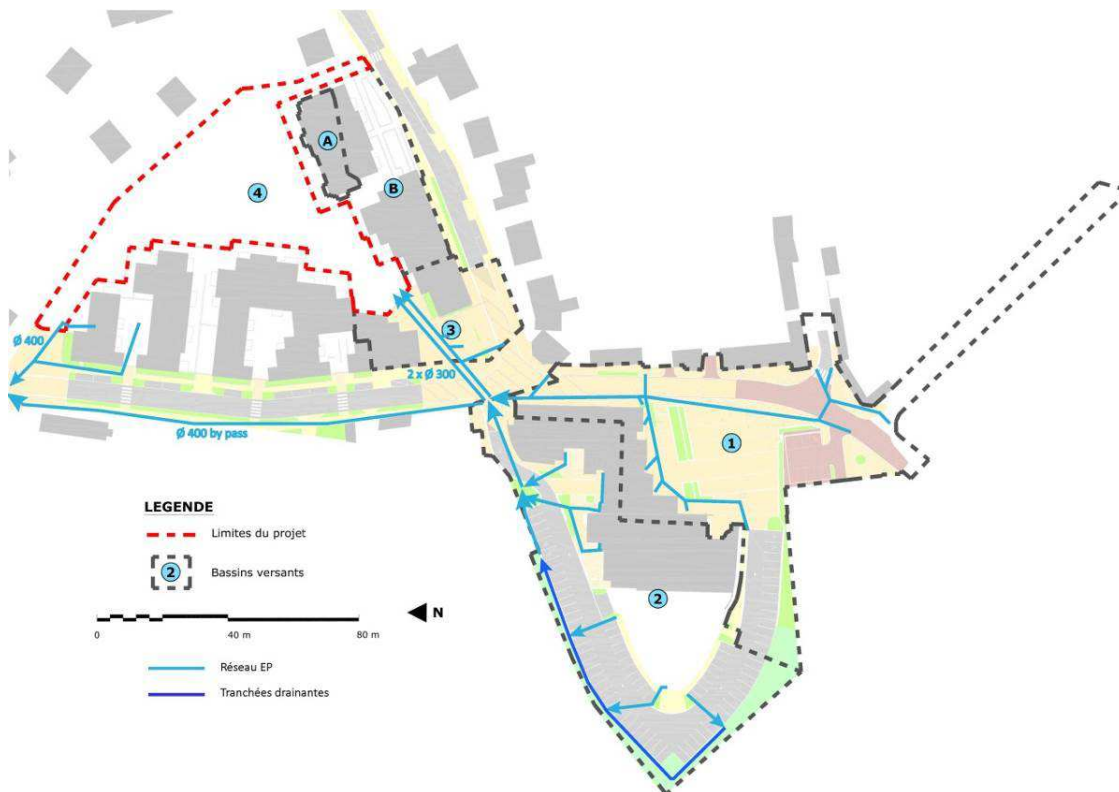 A
B
4
3
Ø 400
2 x Ø 300
Ø 400 by pass
1
2
LEGENDE
Limites du projet
2
Bassins versants
N
0
40 m
80 m
Réseau EP
Tranchées drainantes